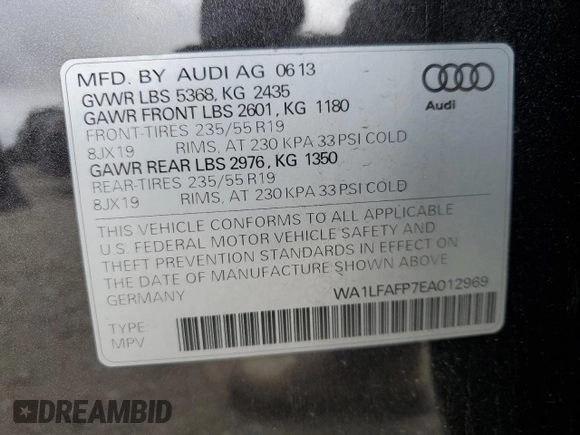 MFD. BY AUDI AG 0613
GVWR LBS 5368, KG 2435
GAWR FRONT LBS 2601, KG 1180
FRONT-TIRES 235/55 R19
8JX19 RIMS, AT 230 KPA 33 PSI COLD
GAWR REAR LBS 2976, KG 1350
REAR-TIRES 235/55 R19
8JX19 RIMS, AT 230 KPA 33 PSI COLD
Audi
THIS VEHICLE CONFORMS TO ALL APPLICABLE
U.S. FEDERAL MOTOR VEHICLE SAFETY AND
THEFT PREVENTION STANDARDS IN EFFECT ON
THE DATE OF MANUFACTURE SHOWN ABOVE.
GERMANY
WA1LFAFP7EA012969
TYPE
MPV
DREAMBID